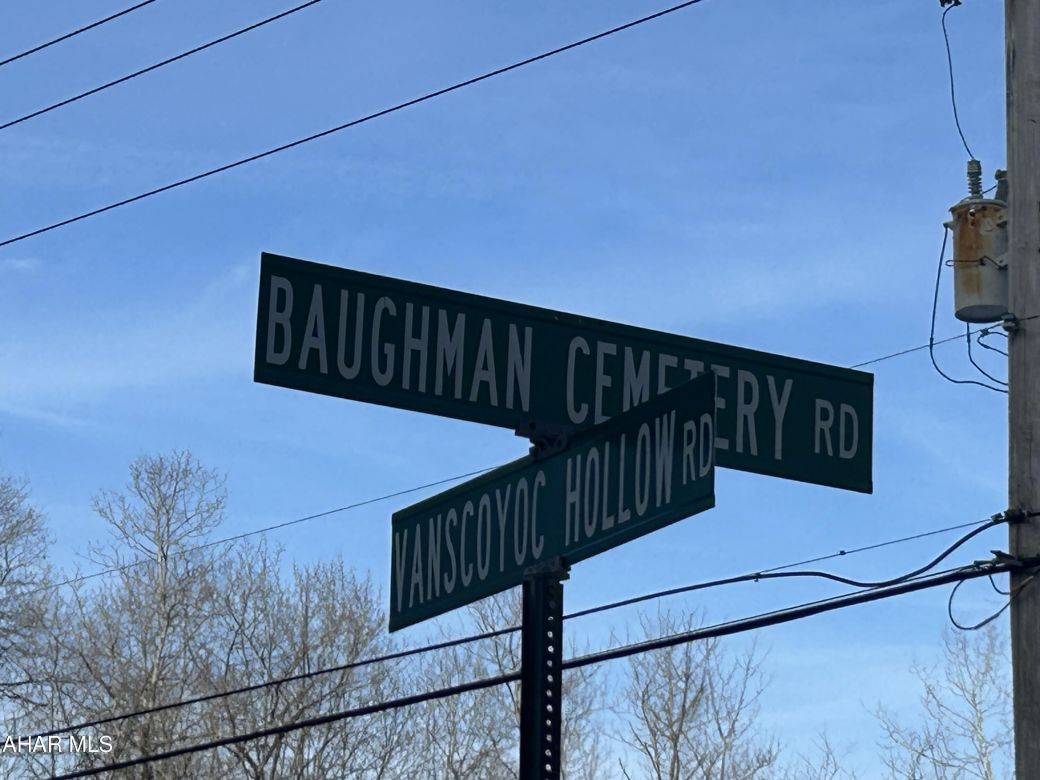 BAUGHMAN CEMETERY RD
VANSCOYOC HOLLOW RD
AHAR MLS